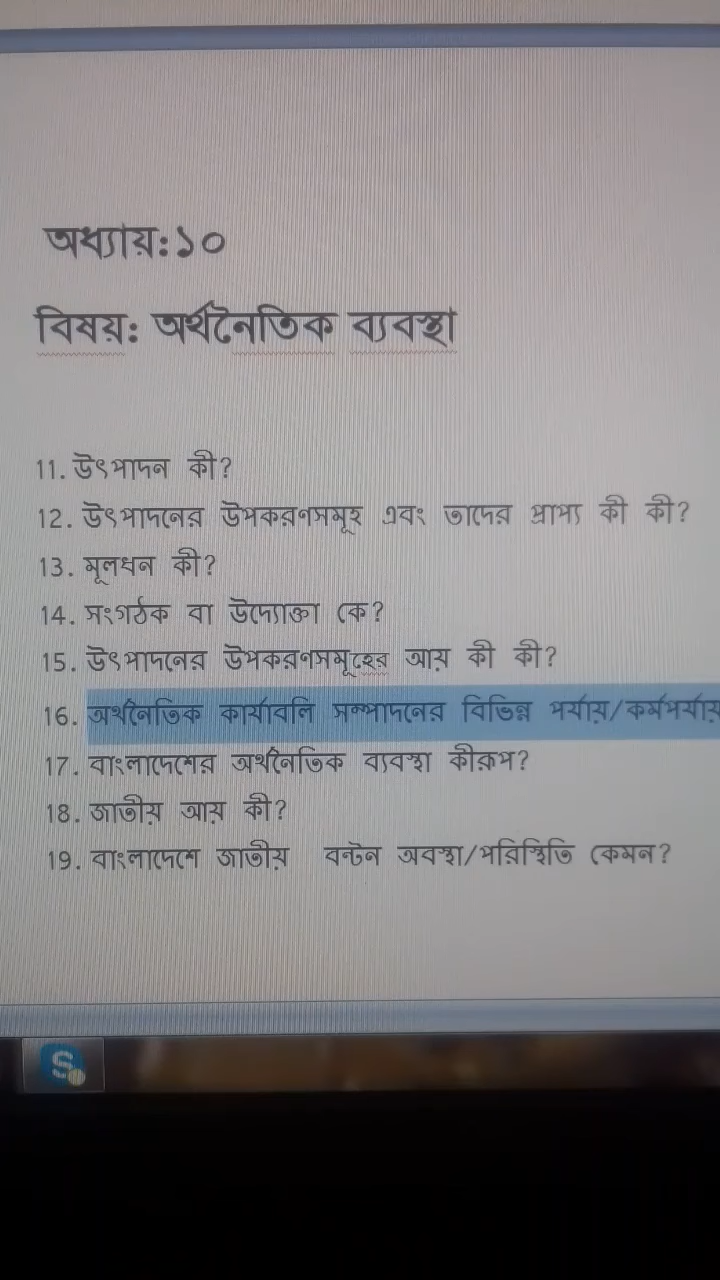 অধ্যায়:১০
বিষয়: অর্থনৈতিক ব্যবস্থা
11. উৎপাদন কী?
12. উৎপাদনের উপকরনসমূহ এবং তাদের প্রাপ্য কী কী?
13. মূলধন কী?
14. সংগঠক বা উদ্যোক্তা কে?
15. উৎপাদনের উপকরনসমূহের আয় কী কী?
16. অর্থনৈতিক কার্যাবলি সম্পাদনের বিভিন্ন পর্যায়/কর্মপর্যায়
17. বাংলাদেশের অর্থনৈতিক ব্যবস্থা কীরূপ?
18. জাতীয় আয় কী?
19. বাংলাদেশে জাতীয় বন্টন অবস্থা/পরিস্থিতি কেমন?
S